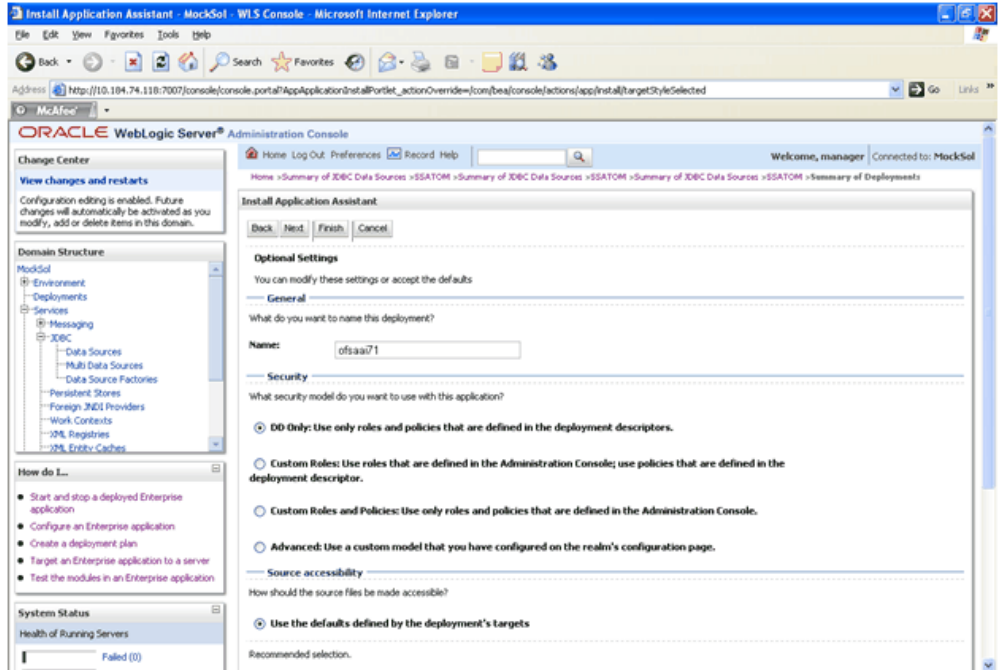 Install Application Assistant - MockSol - WLS Console - Microsoft Internet Explorer
File Edit View Favorites Tools Help
Back Search Favorites
Address http://10.184.74.118:7007/console/console.portal?AppApplicationInstallPortlet_actionOverride=/com/bea/console/actions/app/install/targetStyleSelected Go Links »
McAfee
ORACLE WebLogic Server® Administration Console
Change Center
View changes and restarts
Configuration editing is enabled. Future
changes will automatically be activated as you
modify, add or delete items in this domain.
Domain Structure
MockSol
Environment
Deployments
Services
Messaging
JDBC
Data Sources
Multi Data Sources
Data Source Factories
Persistent Stores
Foreign JNDI Providers
Work Contexts
XML Registries
XML Entity Caches
How do I...
Start and stop a deployed Enterprise
application
Configure an Enterprise application
Create a deployment plan
Target an Enterprise application to a server
Test the modules in an Enterprise application
System Status
Health of Running Servers
Failed (0)
Home Log Out Preferences Record Help
Welcome, manager Connected to: MockSol
Home >Summary of JDBC Data Sources >SSATOM >Summary of JDBC Data Sources >SSATOM >Summary of JDBC Data Sources >SSATOM >Summary of Deployments
Install Application Assistant
Back Next Finish Cancel
Optional Settings
You can modify these settings or accept the defaults
General
What do you want to name this deployment?
Name: ofsaai71
Security
What security model do you want to use with this application?
DD Only: Use only roles and policies that are defined in the deployment descriptors.
Custom Roles: Use roles that are defined in the Administration Console; use policies that are defined in the
deployment descriptor.
Custom Roles and Policies: Use only roles and policies that are defined in the Administration Console.
Advanced: Use a custom model that you have configured on the realm's configuration page.
Source accessibility
How should the source files be made accessible?
Use the defaults defined by the deployment's targets
Recommended selection.